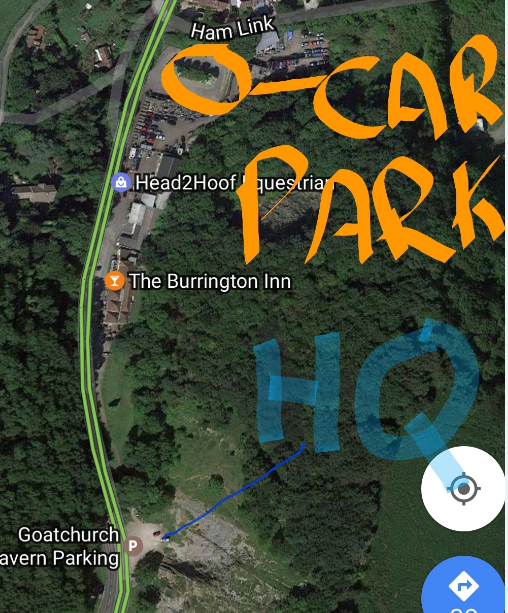 Ham Link
O-CAR
PARK
Head2Hoof Equestrian
The Burrington Inn
HQ
Goatchurch
avern Parking